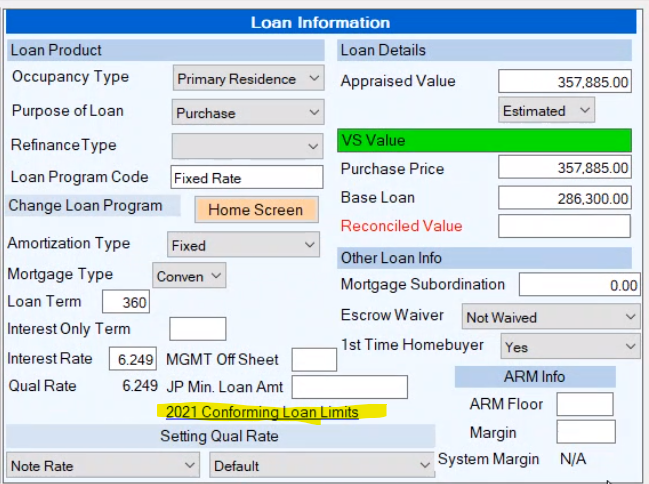 Loan Information
Loan Product
Occupancy Type Primary Residence
Purpose of Loan Purchase
RefinanceType
Loan Program Code Fixed Rate
Change Loan Program Home Screen
Amortization Type Fixed
Mortgage Type Conven
Loan Term 360
Interest Only Term
Interest Rate 6.249 MGMT Off Sheet
Qual Rate 6.249 JP Min. Loan Amt
2021 Conforming Loan Limits
Setting Qual Rate
Note Rate Default
Loan Details
Appraised Value 357,885.00
Estimated
VS Value
Purchase Price 357,885.00
Base Loan 286,300.00
Reconciled Value
Other Loan Info
Mortgage Subordination 0.00
Escrow Waiver Not Waived
1st Time Homebuyer Yes
ARM Info
ARM Floor
Margin
System Margin N/A